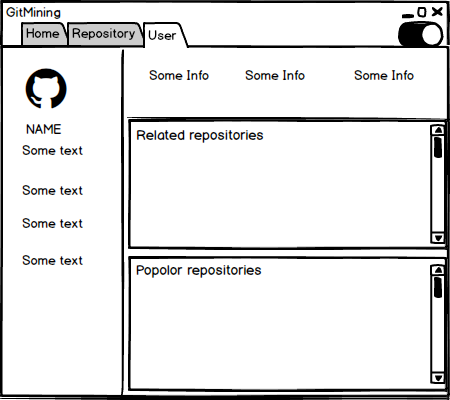 GitMining
Home Repository User
Some Info Some Info Some Info
NAME
Some text
Some text
Some text
Some text
Related repositories
Popolor repositories